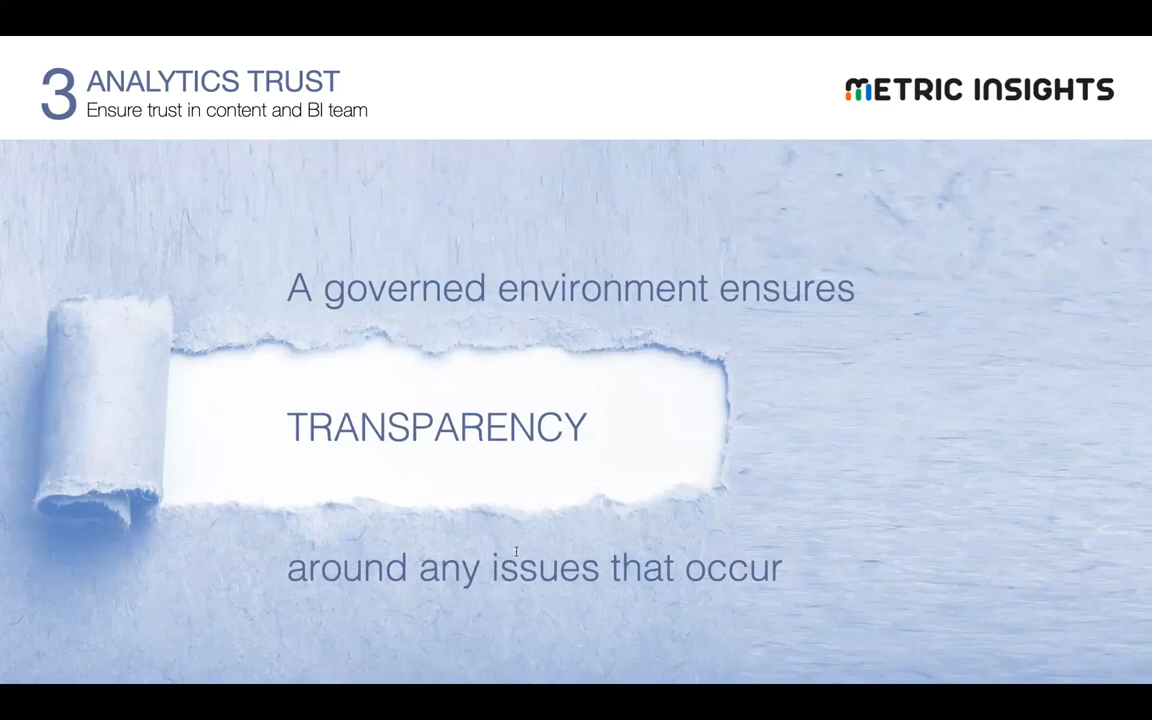 3
ANALYTICS TRUST
Ensure trust in content and BI team
METRIC INSIGHTS
A governed environment ensures
TRANSPARENCY
around any issues that occur